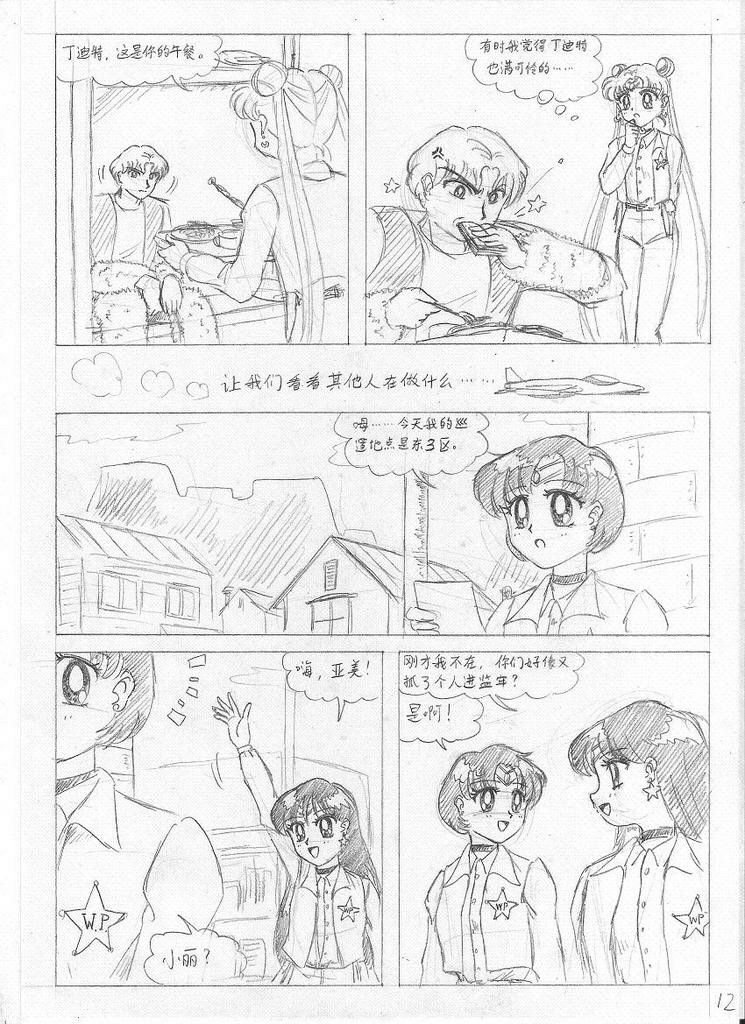 丁迪特，这是你的午餐。
有时我觉得丁迪特
也满可怜的……
让我们看看其他人在做什么……
嗯……今天我的巡
逻地点是东3区。
嗨，亚美！
W.P.
小丽？
WP
刚才我不在，你们好像又
抓了个人进监牢？
是啊！
WP
WP
12